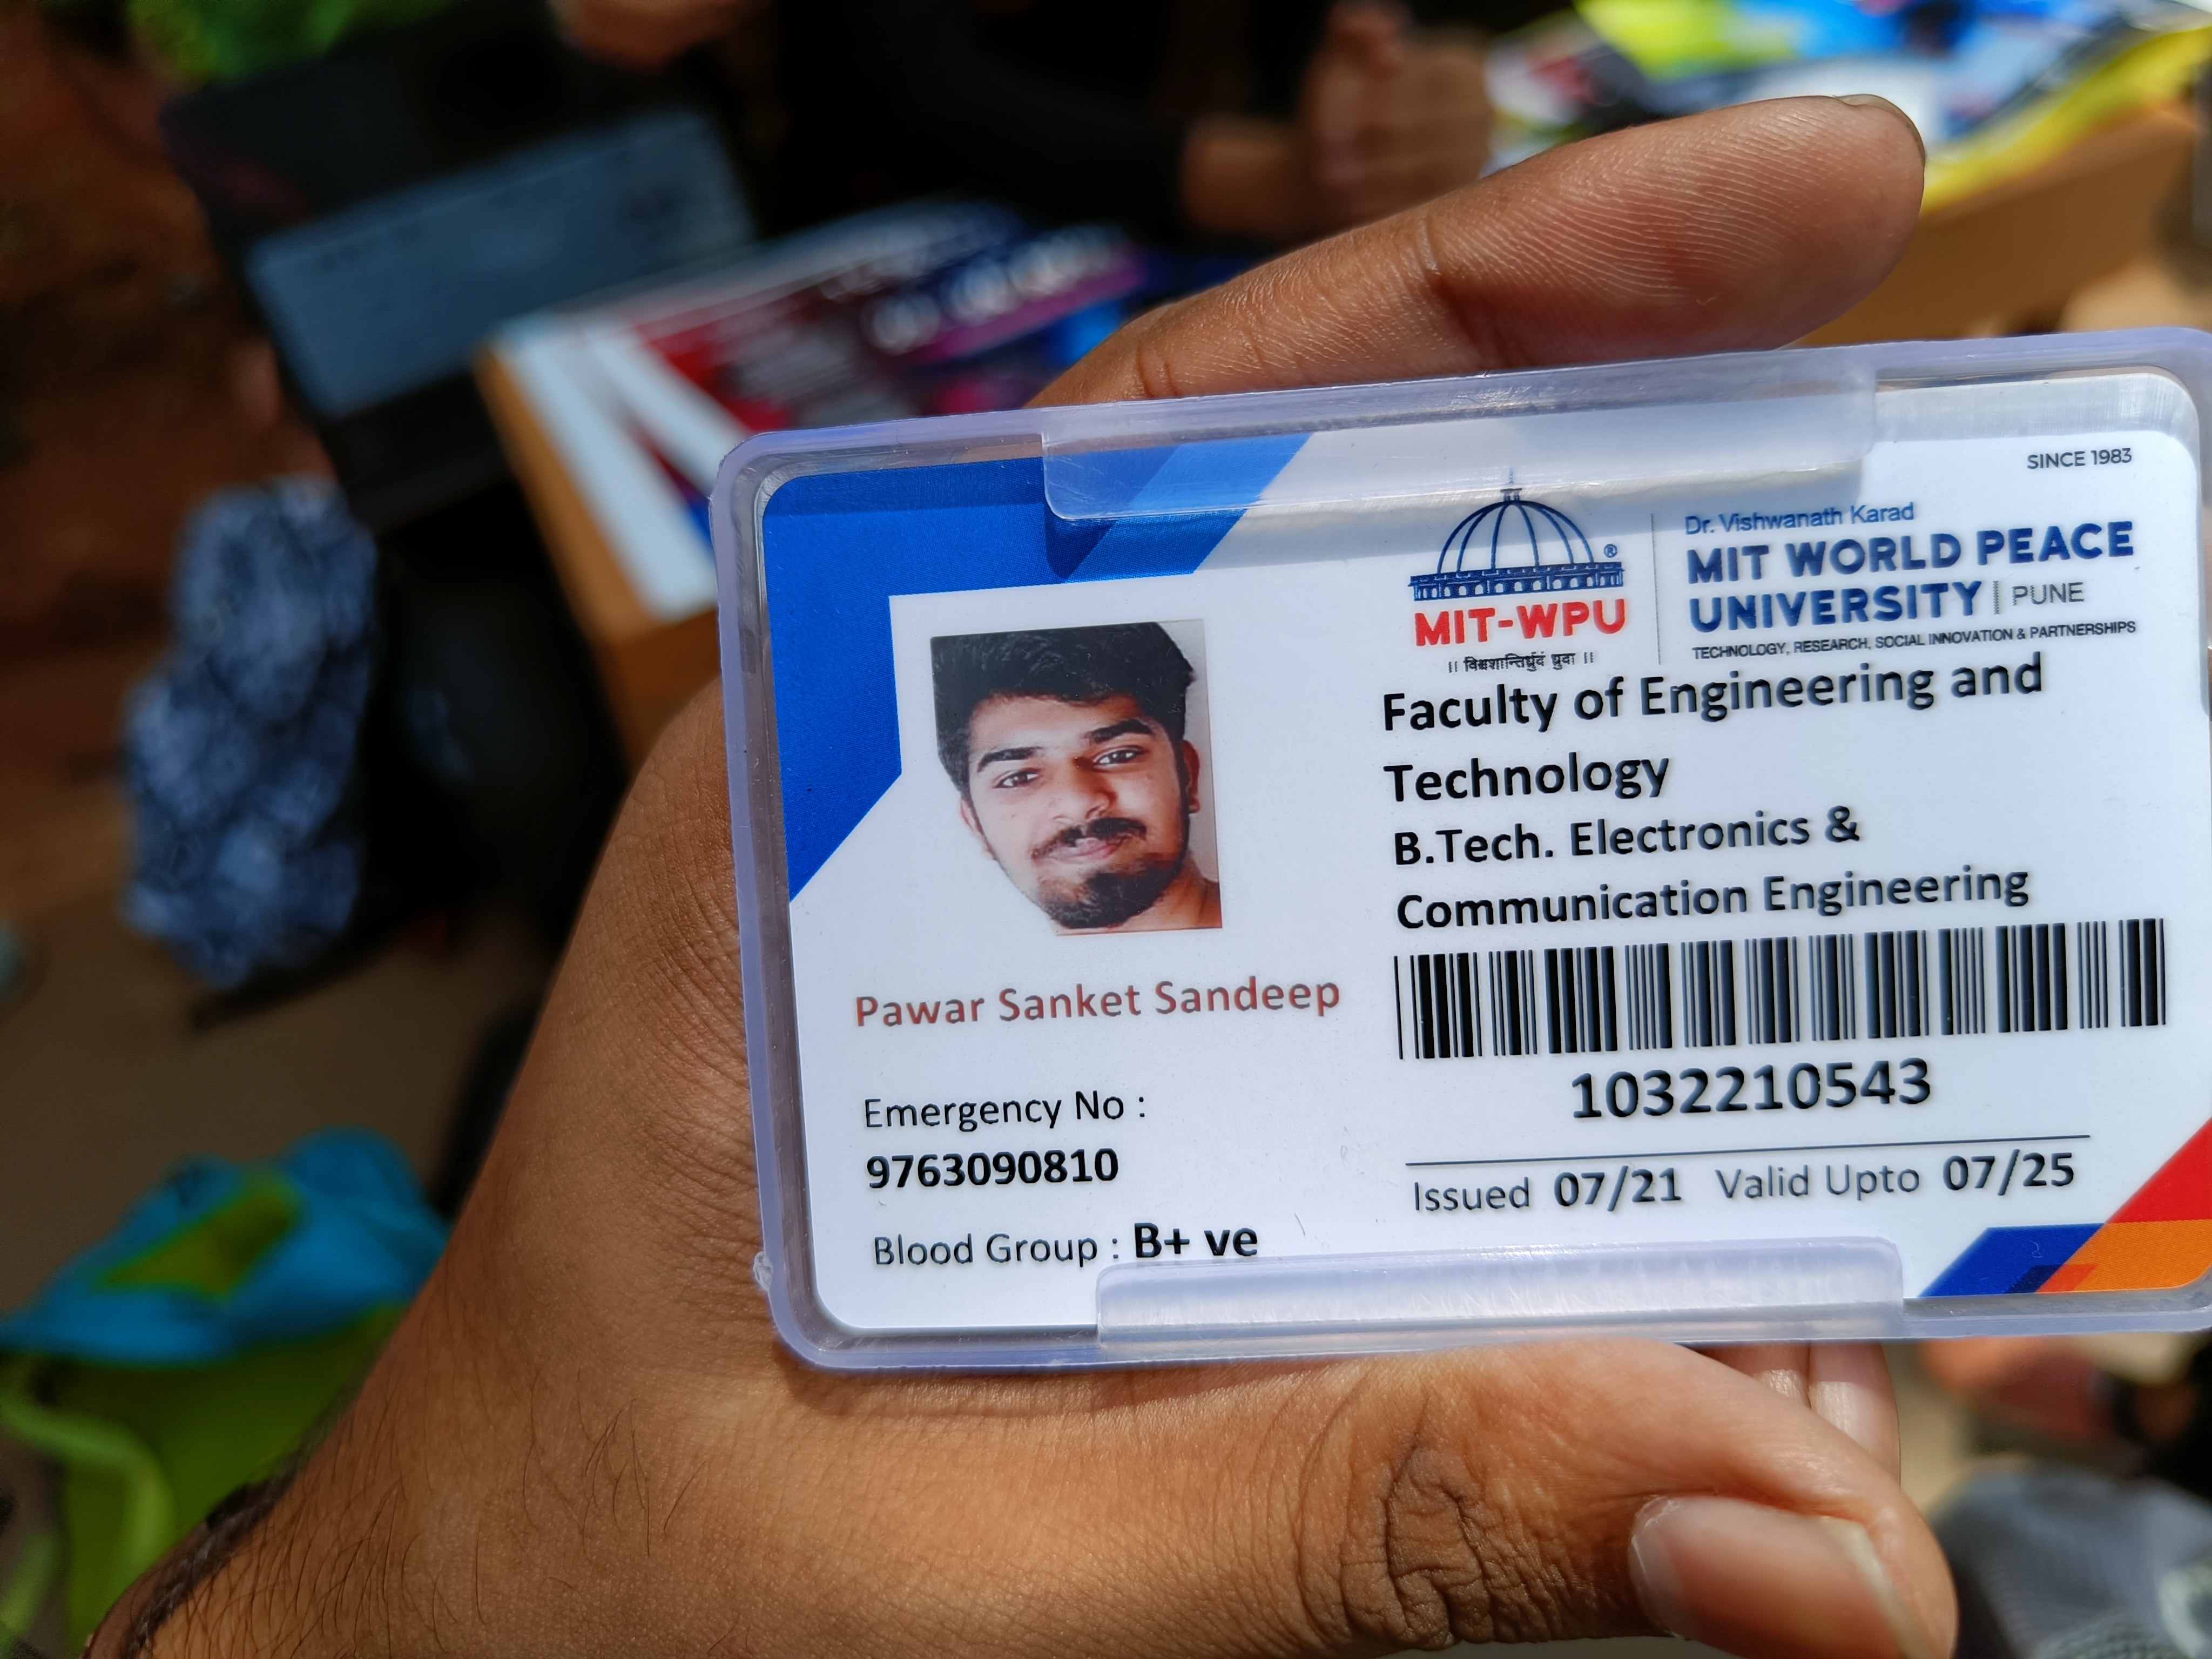 SINCE 1983
Dr. Vishwanath Karad
MIT WORLD PEACE
UNIVERSITY | PUNE
TECHNOLOGY, RESEARCH, SOCIAL INNOVATION & PARTNERSHIPS
MIT-WPU
॥ विश्वशान्तिर्ध्रुवं ध्रुवा ॥
Faculty of Engineering and
Technology
B.Tech. Electronics &
Communication Engineering
1032210543
Issued 07/21 Valid Upto 07/25
Pawar Sanket Sandeep
Emergency No :
9763090810
Blood Group : B+ ve